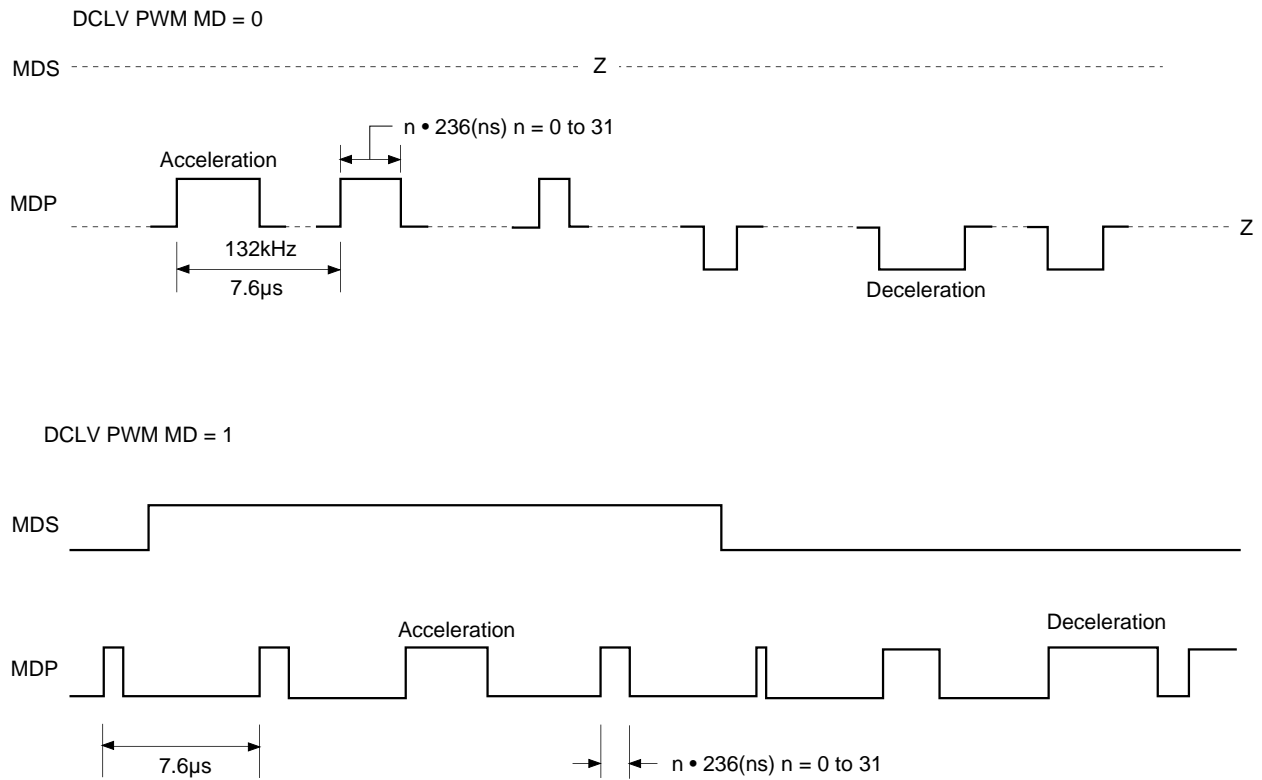 DCLV PWM MD = 0
MDS
Z
n • 236(ns) n = 0 to 31
Acceleration
MDP
Z
132kHz
7.6µs
Deceleration
DCLV PWM MD = 1
MDS
Acceleration
Deceleration
MDP
7.6µs
n • 236(ns) n = 0 to 31